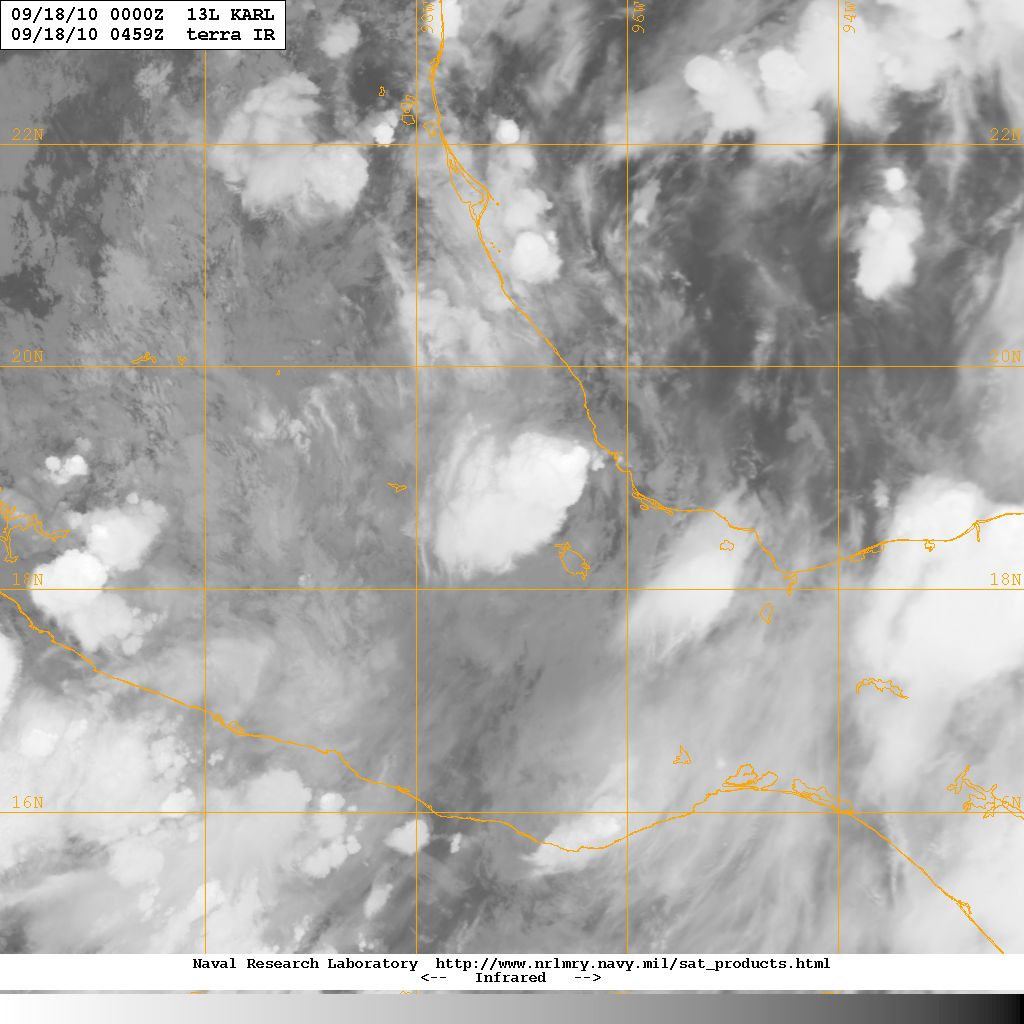 09/18/10 0000Z 13L KARL
09/18/10 0459Z terra IR
98W
96W
94W
22N
22N
20N
20N
18N
18N
16N
16N
Naval Research Laboratory http://www.nrlmry.navy.mil/sat_products.html
<-- Infrared -->